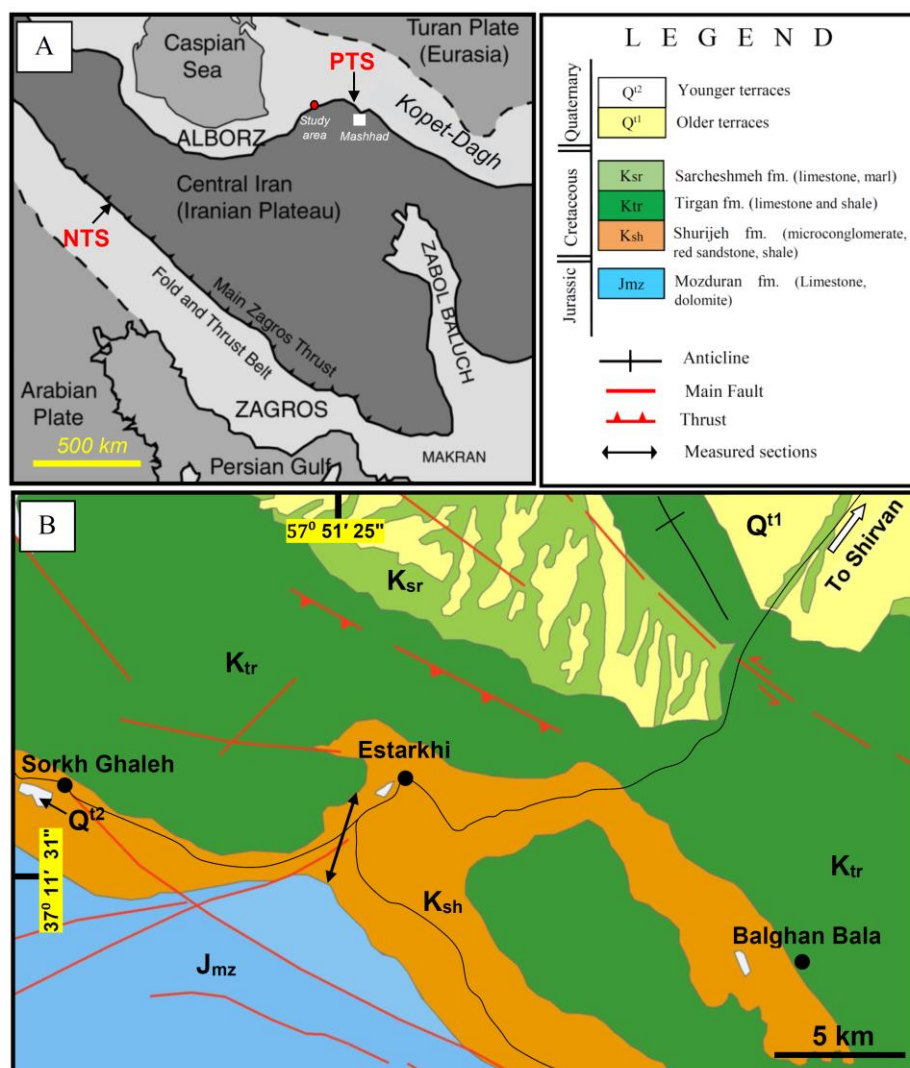 A
Caspian
Sea
Turan Plate
(Eurasia)
PTS
Kopet-Dagh
Study
area
Mashhad
ALBORZ
Central Iran
(Iranian Plateau)
NTS
ZABOL BALUCH
Main Zagros Thrust
Fold and Thrust Belt
Arabian
Plate
ZAGROS
500 km
MAKRAN
Persian Gulf
LEGEND
Quaternary
Qt2 Younger terraces
Qt1 Older terraces
Cretaceous
Ksr Sarcheshmeh fm. (limestone, marl)
Ktr Tirgan fm. (limestone and shale)
Ksh Shurijeh fm. (microconglomerate,
red sandstone, shale)
Jurassic
Jmz Mozduran fm. (Limestone,
dolomite)
Anticline
Main Fault
Thrust
Measured sections
B
57⁰ 51′ 25″
Qt1
To Shirvan
Ksr
Ktr
Estarkhi
Sorkh Ghaleh
Qt2
37⁰ 11′ 31″
Ktr
Ksh
Balghan Bala
Jmz
5 km